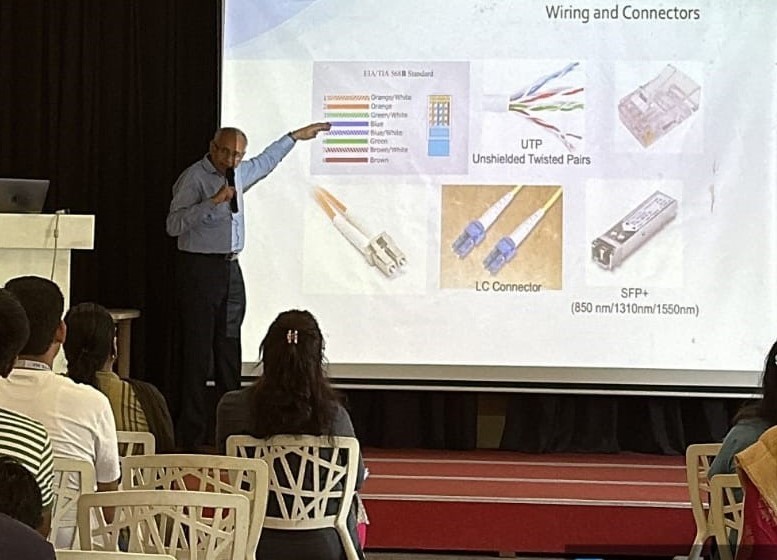 Wiring and Connectors
EIA/TIA 568B Standard
Orange/White
Orange
Green/White
Blue
Blue/White
Green
Brown/White
Brown
UTP
Unshielded Twisted Pairs
LC Connector
SFP+
(850 nm/1310nm/1550nm)